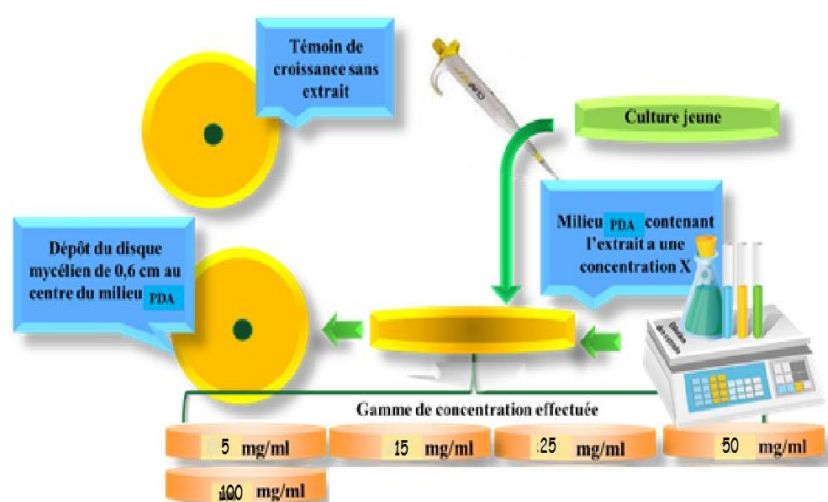 Témoin de
croissance sans
extrait
Culture jeune
Milieu PDA contenant
l'extrait a une
concentration X
Dépôt du disque
mycélien de 0,6 cm au
centre du milieu PDA
Gamme de concentration effectuée
5 mg/ml
15 mg/ml
25 mg/ml
50 mg/ml
100 mg/ml